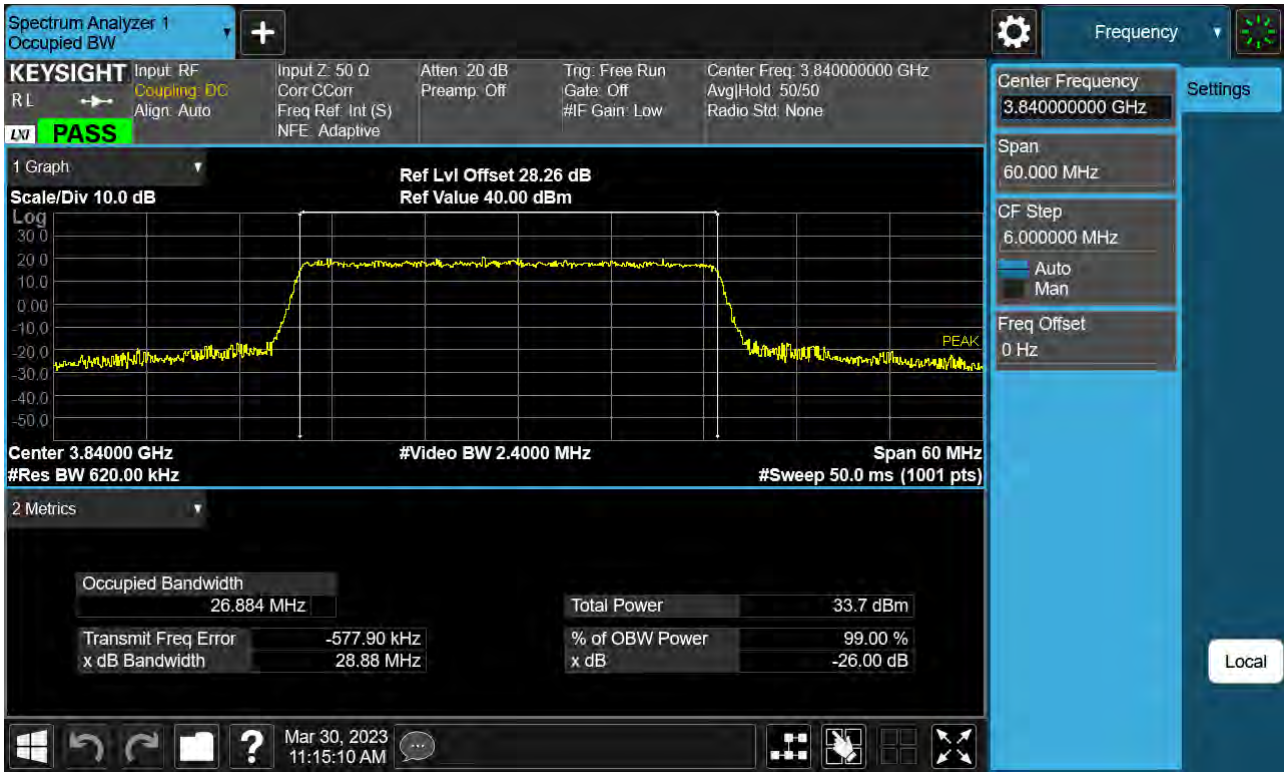 Spectrum Analyzer 1
Occupied BW
Frequency
KEYSIGHT
RL
LXI
PASS
Input: RF
Coupling: DC
Align: Auto
Input Z: 50 Ω
Corr CCorr
Freq Ref: Int (S)
NFE: Adaptive
Atten: 20 dB
Preamp: Off
Trig: Free Run
Gate: Off
#IF Gain: Low
Center Freq: 3.840000000 GHz
Avg|Hold: 50/50
Radio Std: None
Center Frequency
3.840000000 GHz
Settings
Span
60.000 MHz
CF Step
6.000000 MHz
Auto
Man
Freq Offset
0 Hz
1 Graph
Ref Lvl Offset 28.26 dB
Scale/Div 10.0 dB
Ref Value 40.00 dBm
Log
30.0
20.0
10.0
0.00
-10.0
-20.0
-30.0
-40.0
-50.0
PEAK
Center 3.84000 GHz
#Video BW 2.4000 MHz
Span 60 MHz
#Res BW 620.00 kHz
#Sweep 50.0 ms (1001 pts)
2 Metrics
Occupied Bandwidth
26.884 MHz
Total Power 33.7 dBm
Transmit Freq Error -577.90 kHz
% of OBW Power 99.00 %
x dB Bandwidth 28.88 MHz
x dB -26.00 dB
Local
?
Mar 30, 2023
11:15:10 AM